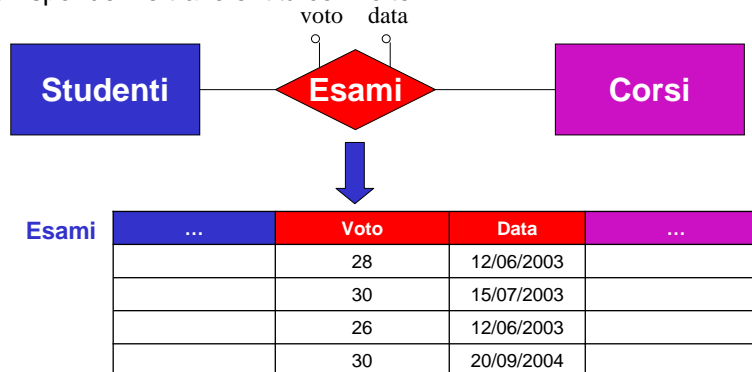 voto data
Studenti Esami Corsi
Esami … Voto Data …
28 12/06/2003
30 15/07/2003
26 12/06/2003
30 20/09/2004